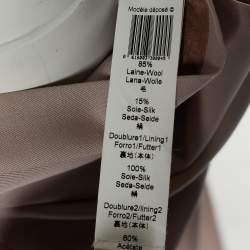 Modèle déposé ©
85%
Laine-Wool
Lana-Wolle
毛
15%
Soie-Silk
Seda-Seide
絹
Doublure1/Lining1
Forro1/Futter1
裏地(本体)
100%
Soie-Silk
Seda-Seide
絹
Doublure2/lining2
Forro2/Futter2
裏地(本体)
60%
Acétate